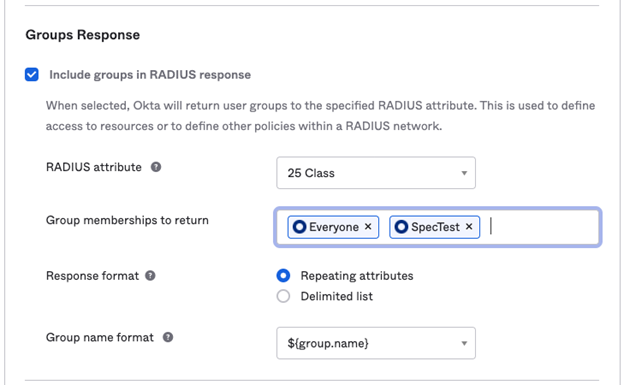 Groups Response
Include groups in RADIUS response
When selected, Okta will return user groups to the specified RADIUS attribute. This is used to define
access to resources or to define other policies within a RADIUS network.
RADIUS attribute ?
25 Class
Group memberships to return
Everyone × SpecTest ×
Response format ?
Repeating attributes
Delimited list
Group name format ?
${group.name}